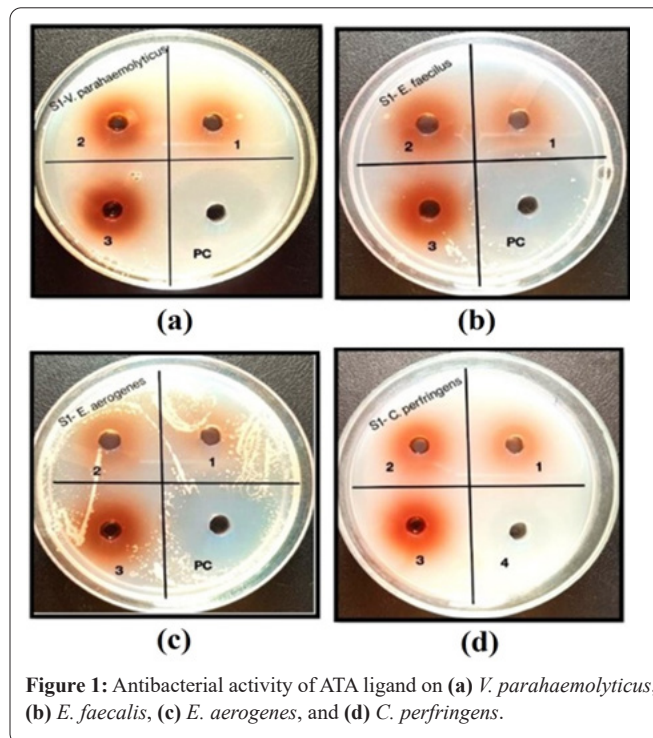 S1-V. parahaemolyticus
2
1
3
PC
(a)
S1- E. faecilus
2
1
3
PC
(b)
S1- E. aerogenes
2
1
3
PC
(c)
S1- C. perfringens
2
1
3
4
(d)
Figure 1: Antibacterial activity of ATA ligand on (a) V. parahaemolyticus,
(b) E. faecalis, (c) E. aerogenes, and (d) C. perfringens.